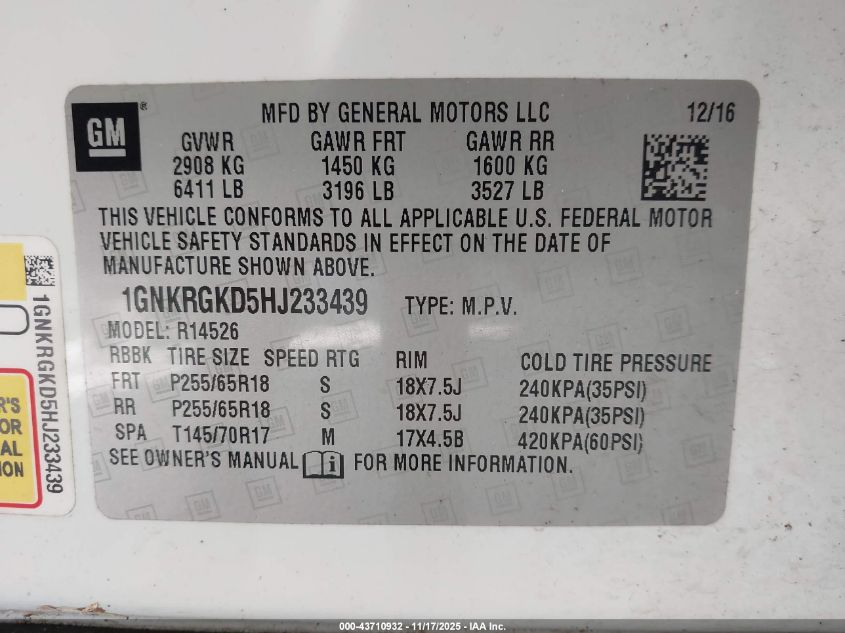 GM®
MFD BY GENERAL MOTORS LLC 12/16
GVWR GAWR FRT GAWR RR
2908 KG 1450 KG 1600 KG
6411 LB 3196 LB 3527 LB
THIS VEHICLE CONFORMS TO ALL APPLICABLE U.S. FEDERAL MOTOR
VEHICLE SAFETY STANDARDS IN EFFECT ON THE DATE OF
MANUFACTURE SHOWN ABOVE.
1GNKRGKD5HJ233439 TYPE: M.P.V.
MODEL: R14526
RBBK TIRE SIZE SPEED RTG RIM COLD TIRE PRESSURE
FRT P255/65R18 S 18X7.5J 240KPA(35PSI)
RR P255/65R18 S 18X7.5J 240KPA(35PSI)
SPA T145/70R17 M 17X4.5B 420KPA(60PSI)
SEE OWNER'S MANUAL i FOR MORE INFORMATION.
1GNKRGKD5HJ233439
ER'S
OR
AL
ION
000-43710932 - 11/17/2025 - IAA Inc.